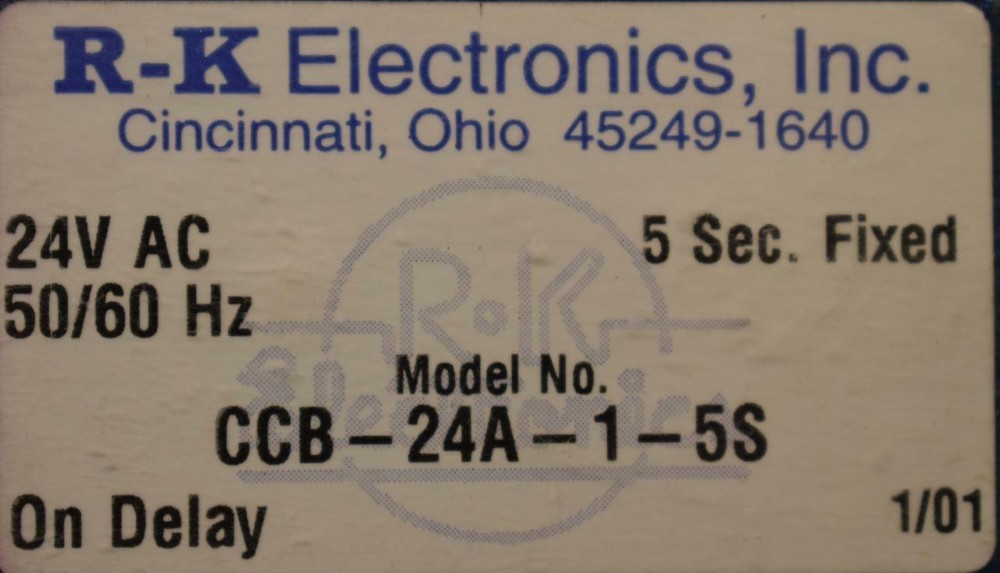 R-K Electronics, Inc.
Cincinnati, Ohio 45249-1640
24V AC
5 Sec. Fixed
50/60 Hz
R-K
Electronics
Model No.
CCB-24A-1-5S
On Delay
1/01